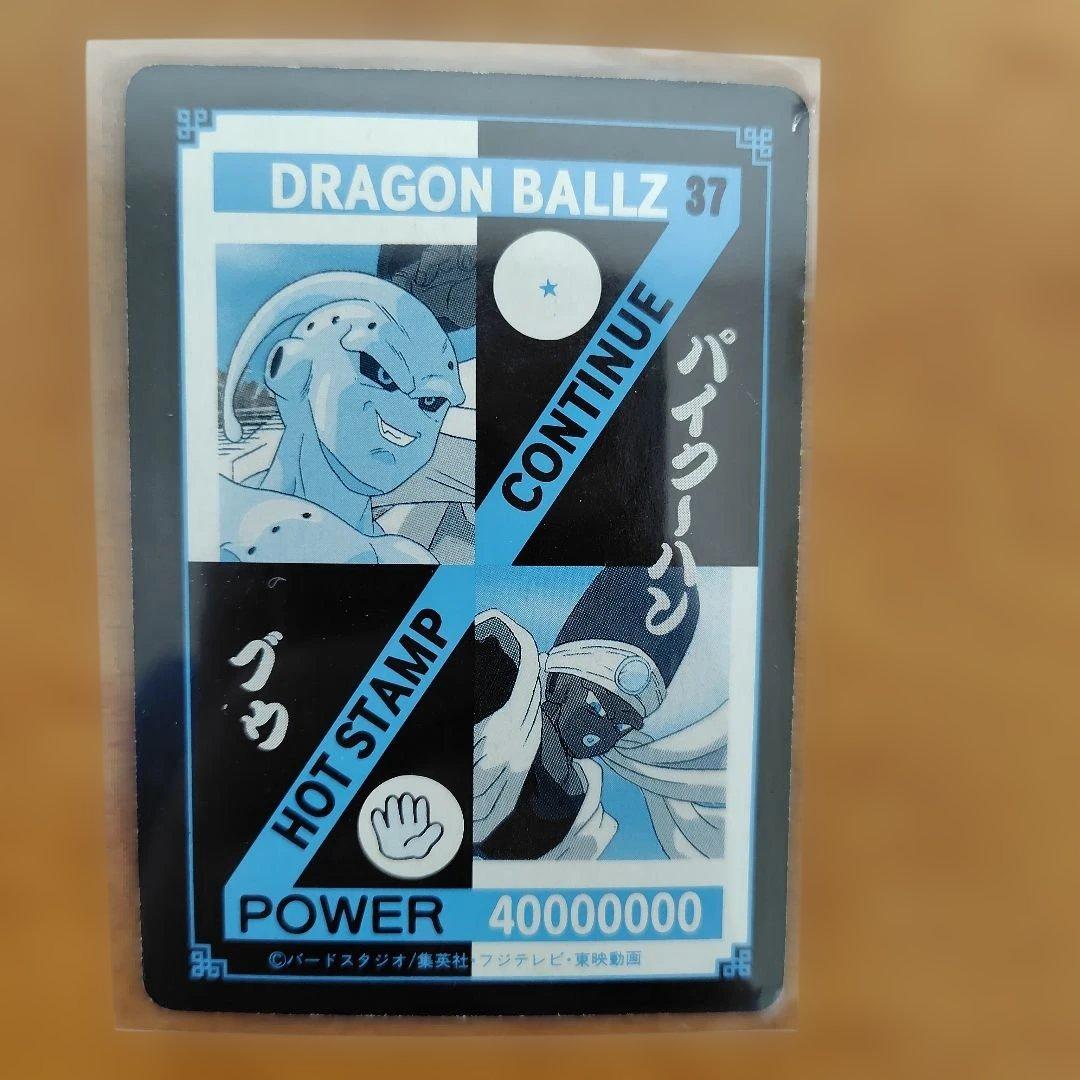 DRAGON BALLZ 37
CONTINUE
パイクーハン
ブウ
HOT STAMP
POWER 40000000
©バードスタジオ/集英社・フジテレビ・東映動画